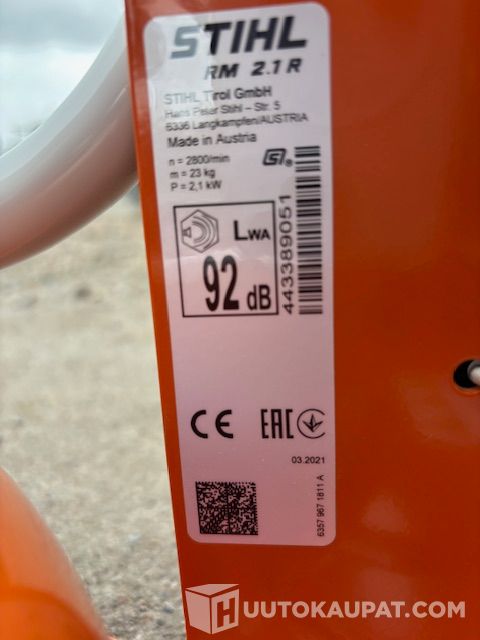 STIHL
RM 2.1 R
STIHL Tirol GmbH
Hans Peter Stihl – Str. 5
6336 Langkampfen/AUSTRIA
Made in Austria
n = 2800/min
m = 23 kg
P = 2,1 kW
LWA
92 dB
443389051
CE EAC
03.2021
6357 967 1811 A
HUUTOKAUPAT.COM